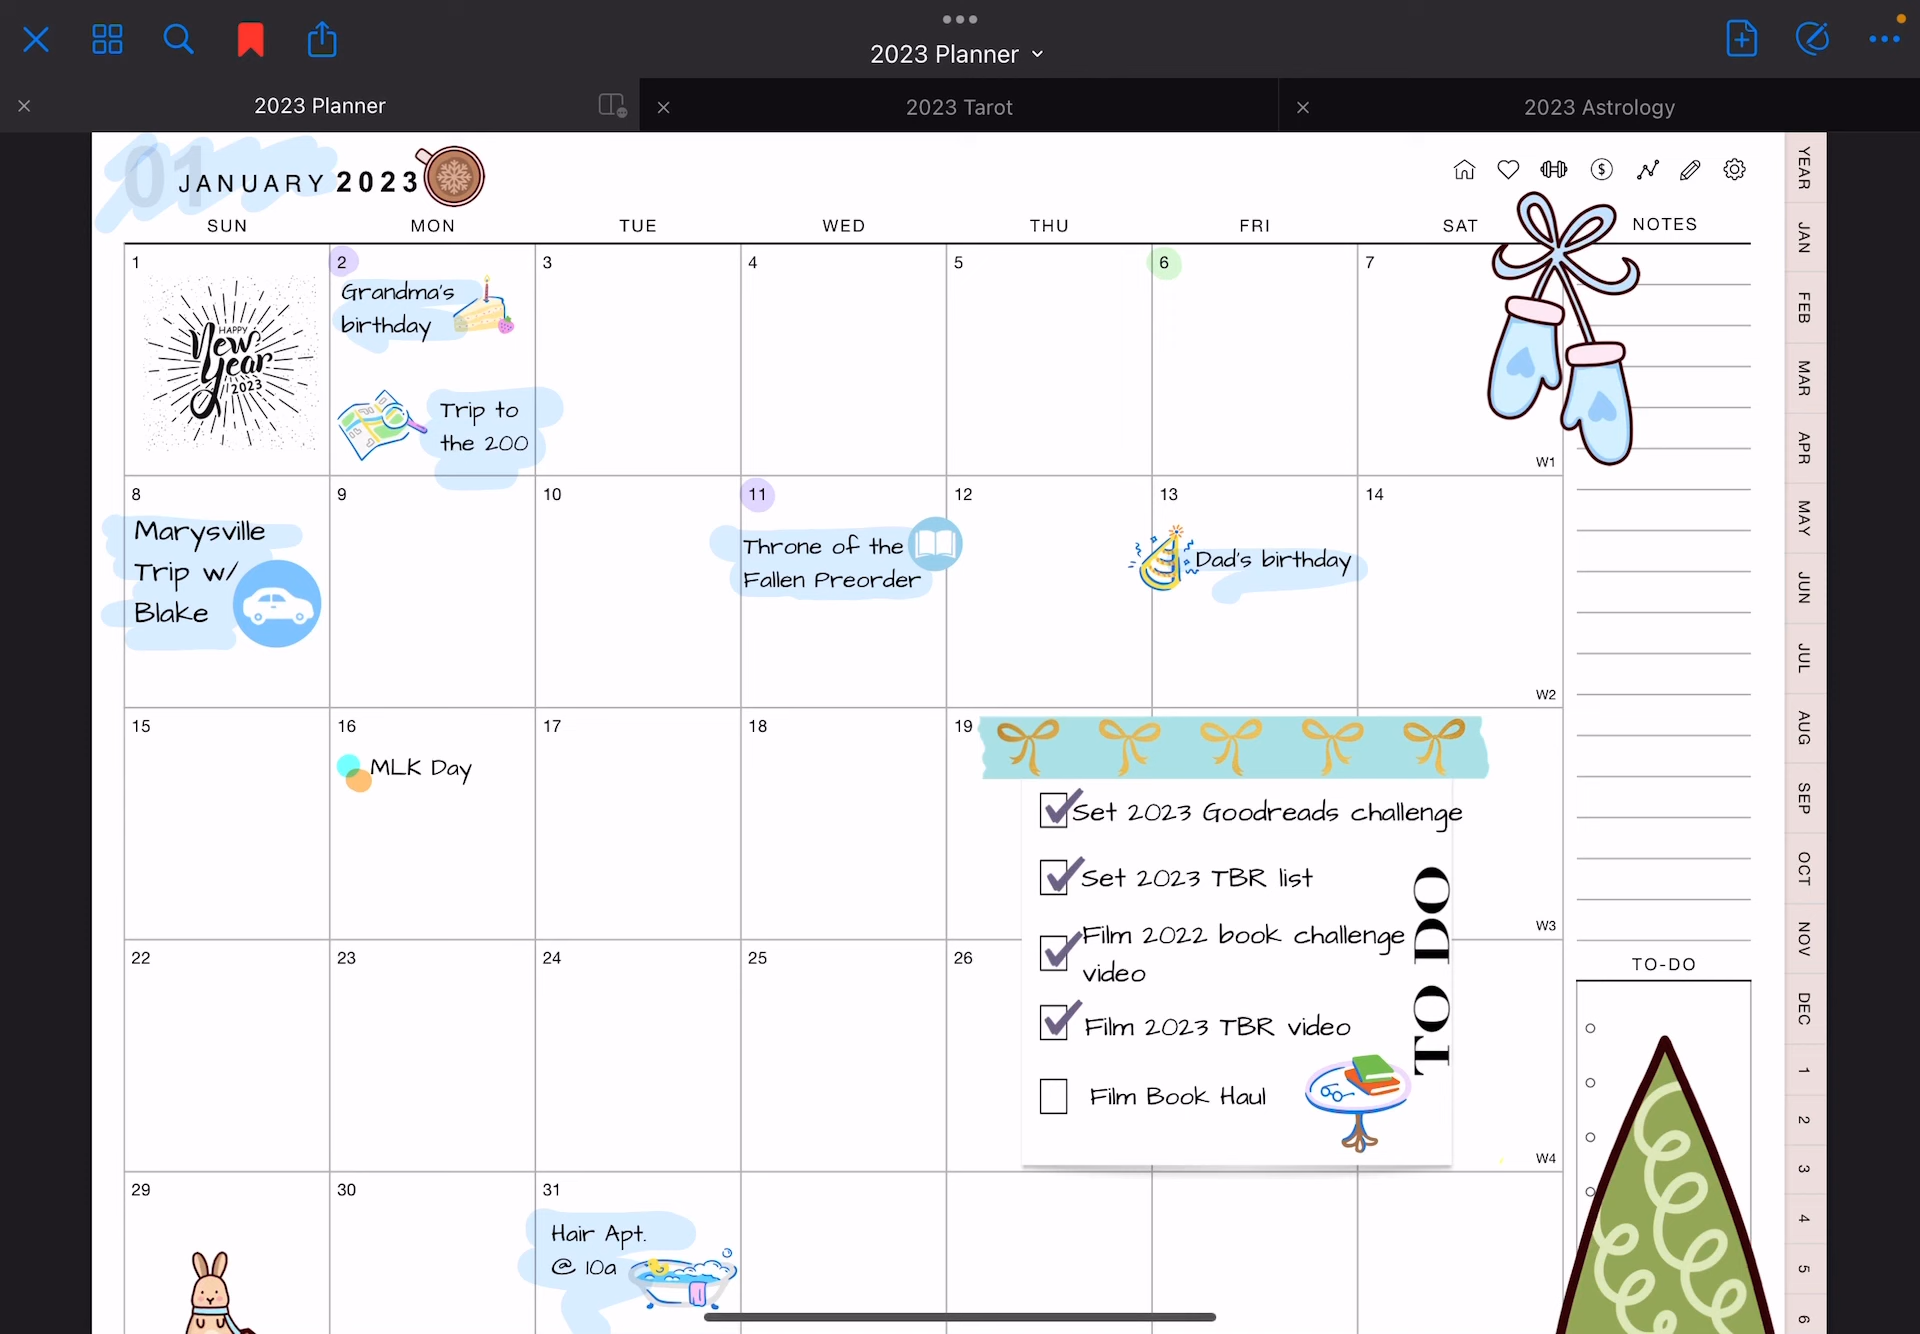 2023 Planner
2023 Planner
2023 Tarot
2023 Astrology
01
JANUARY 2023
SUN MON TUE WED THU FRI SAT NOTES
1 2 3 4 5 6 7
HAPPY
New
Year
2023
Grandma's
birthday
Trip to
the 200
W1
8 9 10 11 12 13 14
Marysville
Trip w/
Blake
Throne of the
Fallen Preorder
Dad's birthday
W2
15 16 17 18 19
MLK Day
W3
22 23 24 25 26
W4
TO DO
Set 2023 Goodreads challenge
Set 2023 TBR list
Film 2022 book challenge
video
Film 2023 TBR video
Film Book Haul
29 30 31
Hair Apt.
@ 10a
TO-DO
YEAR
JAN
FEB
MAR
APR
MAY
JUN
JUL
AUG
SEP
OCT
NOV
DEC
1
2
3
4
5
6